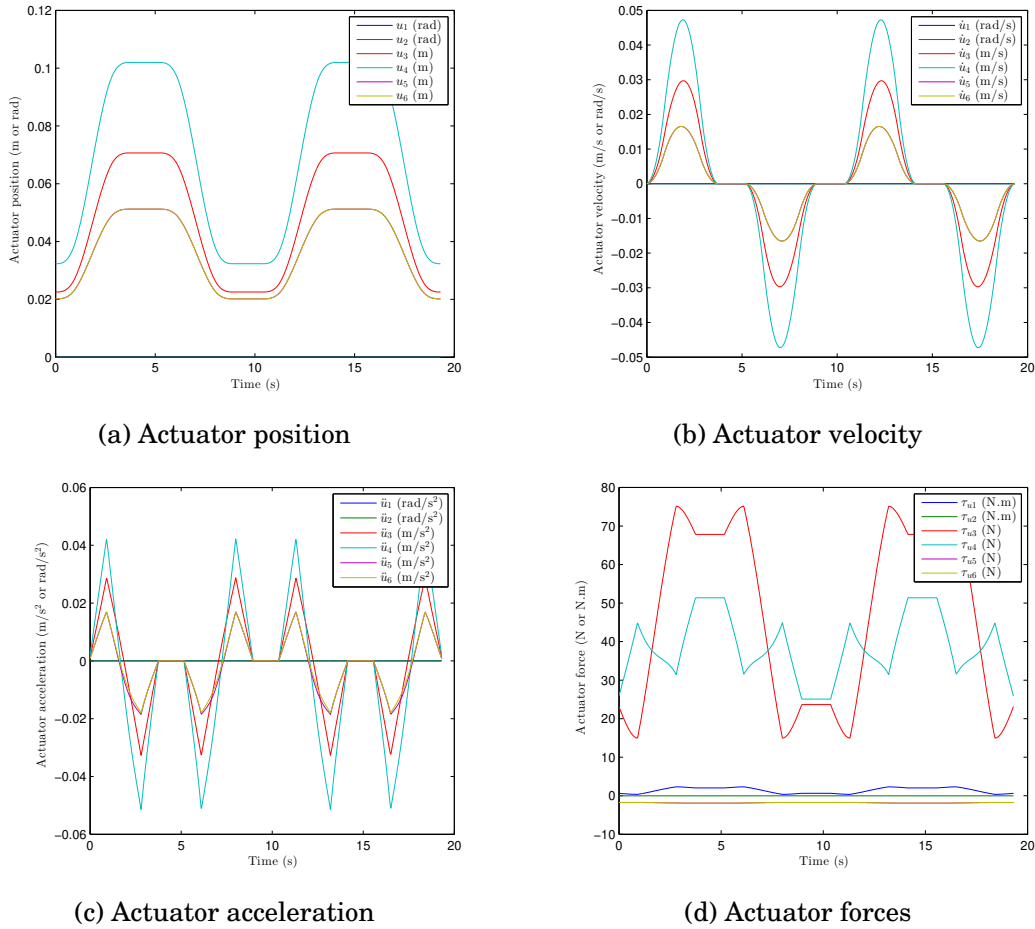 0.12
0.1
0.08
0.06
0.04
0.02
0
0 5 10 15 20
Actuator position (m or rad)
Time (s)
u₁ (rad)
u₂ (rad)
u₃ (m)
u₄ (m)
u₅ (m)
u₆ (m)
(a) Actuator position
0.05
0.04
0.03
0.02
0.01
0
−0.01
−0.02
−0.03
−0.04
−0.05
0 5 10 15 20
Actuator velocity (m/s or rad/s)
Time (s)
u̇₁ (rad/s)
u̇₂ (rad/s)
u̇₃ (m/s)
u̇₄ (m/s)
u̇₅ (m/s)
u̇₆ (m/s)
(b) Actuator velocity
0.06
0.04
0.02
0
−0.02
−0.04
−0.06
0 5 10 15 20
Actuator acceleration (m/s² or rad/s²)
Time (s)
ü₁ (rad/s²)
ü₂ (rad/s²)
ü₃ (m/s²)
ü₄ (m/s²)
ü₅ (m/s²)
ü₆ (m/s²)
(c) Actuator acceleration
80
70
60
50
40
30
20
10
0
−10
0 5 10 15 20
Actuator force (N or N.m)
Time (s)
τᵤ₁ (N.m)
τᵤ₂ (N.m)
τᵤ₃ (N)
τᵤ₄ (N)
τᵤ₅ (N)
τᵤ₆ (N)
(d) Actuator forces